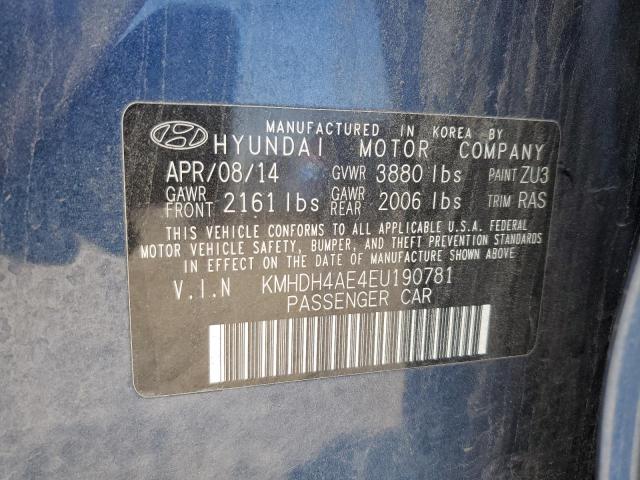 MANUFACTURED IN KOREA BY
HYUNDAI MOTOR COMPANY
APR/08/14 GVWR 3880 lbs PAINT ZU3
GAWR FRONT 2161 lbs GAWR REAR 2006 lbs TRIM RAS
THIS VEHICLE CONFORMS TO ALL APPLICABLE U.S.A. FEDERAL
MOTOR VEHICLE SAFETY, BUMPER, AND THEFT PREVENTION STANDARDS
IN EFFECT ON THE DATE OF MANUFACTURE SHOWN ABOVE.
V.I.N KMHDH4AE4EU190781
PASSENGER CAR